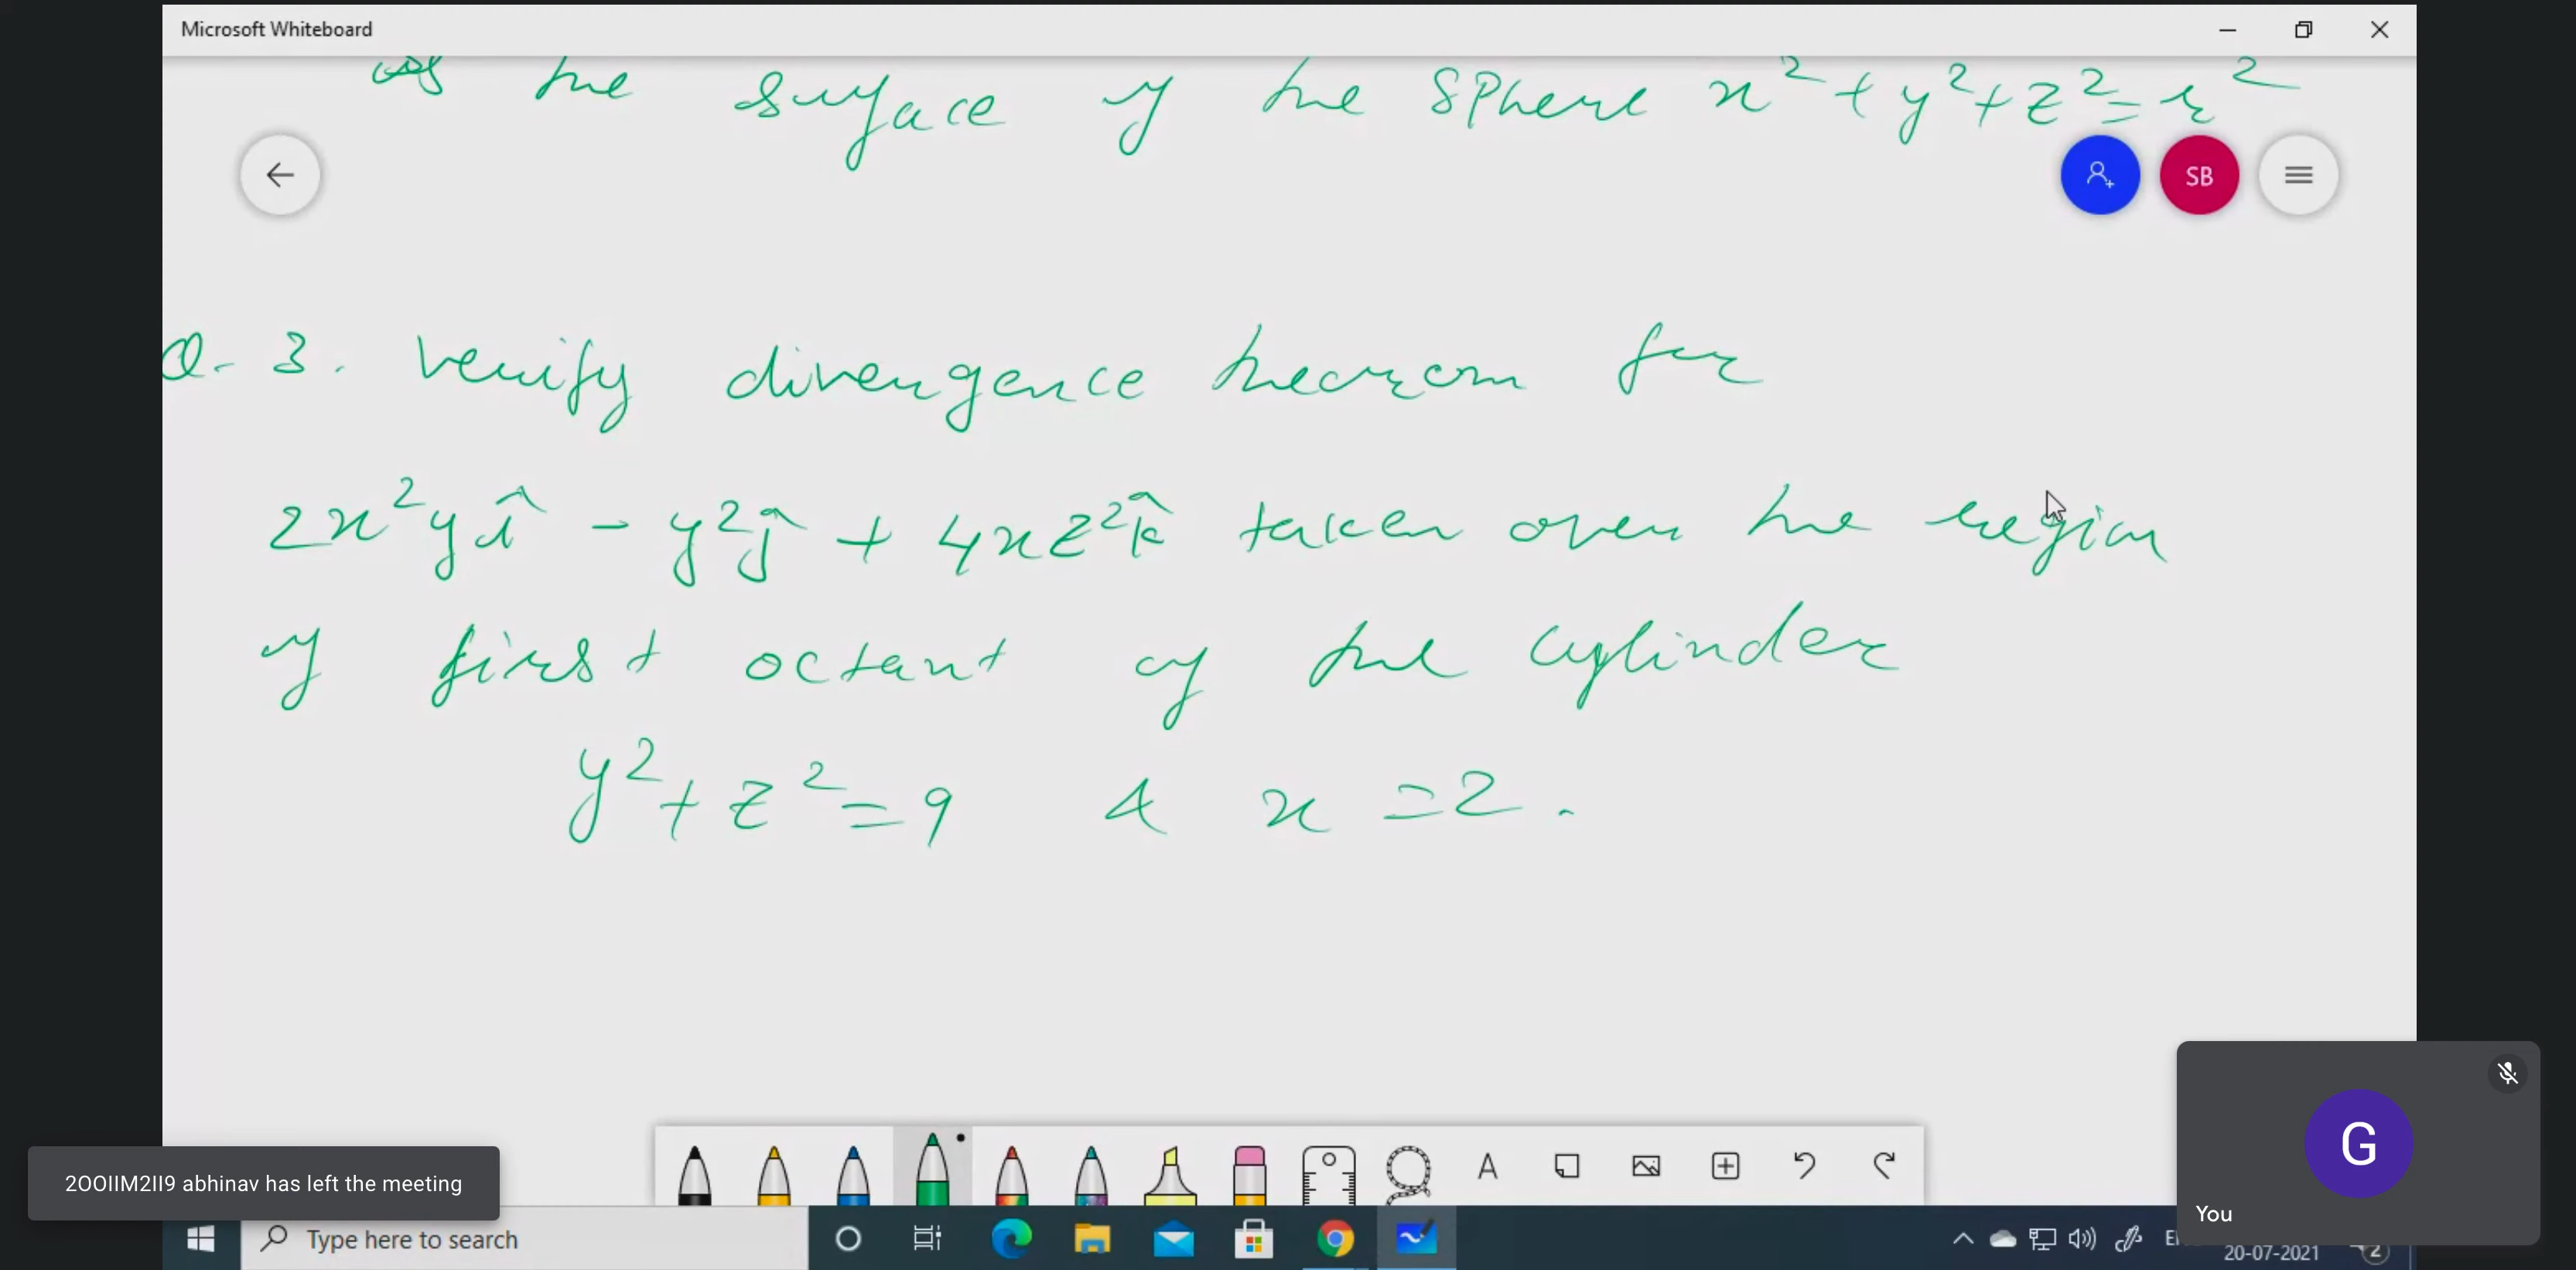 Microsoft Whiteboard
the surface of the sphere x²+y²+z²=r²
SB
Q-3. Verify divergence theorem for
2x²yî - y²ĵ + 4xz²k̂ taken over the region
of first octant of the cylinder
y²+z²=9 & x=2.
A
2OOIIM2II9 abhinav has left the meeting
G
You
Type here to search
20-07-2021
2